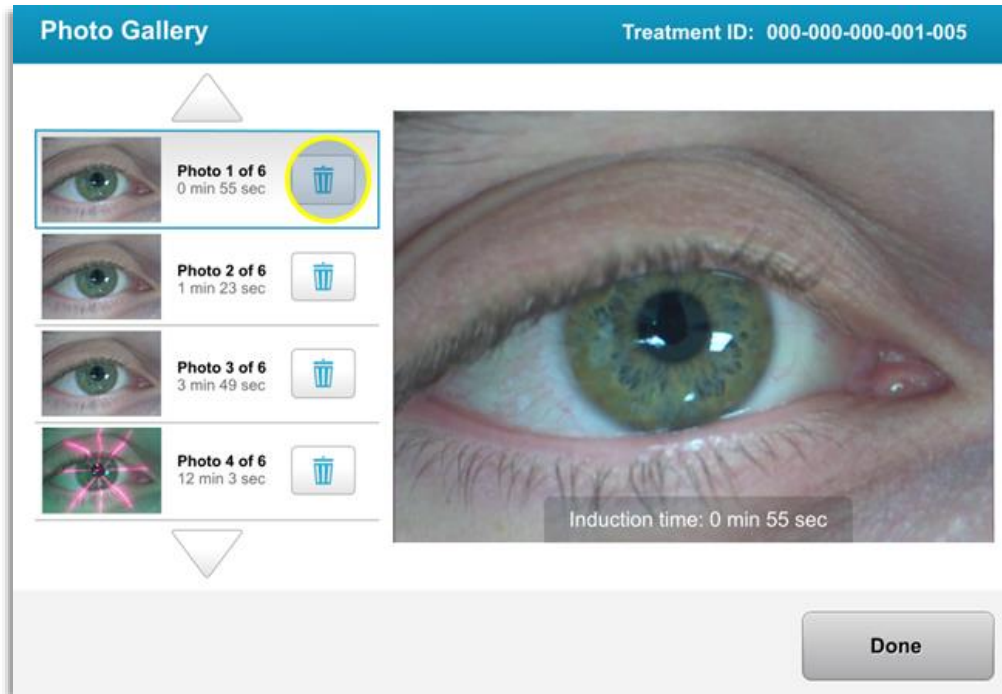 Photo Gallery
Treatment ID: 000-000-000-001-005
Photo 1 of 6
0 min 55 sec
Photo 2 of 6
1 min 23 sec
Photo 3 of 6
3 min 49 sec
Photo 4 of 6
12 min 3 sec
Induction time: 0 min 55 sec
Done